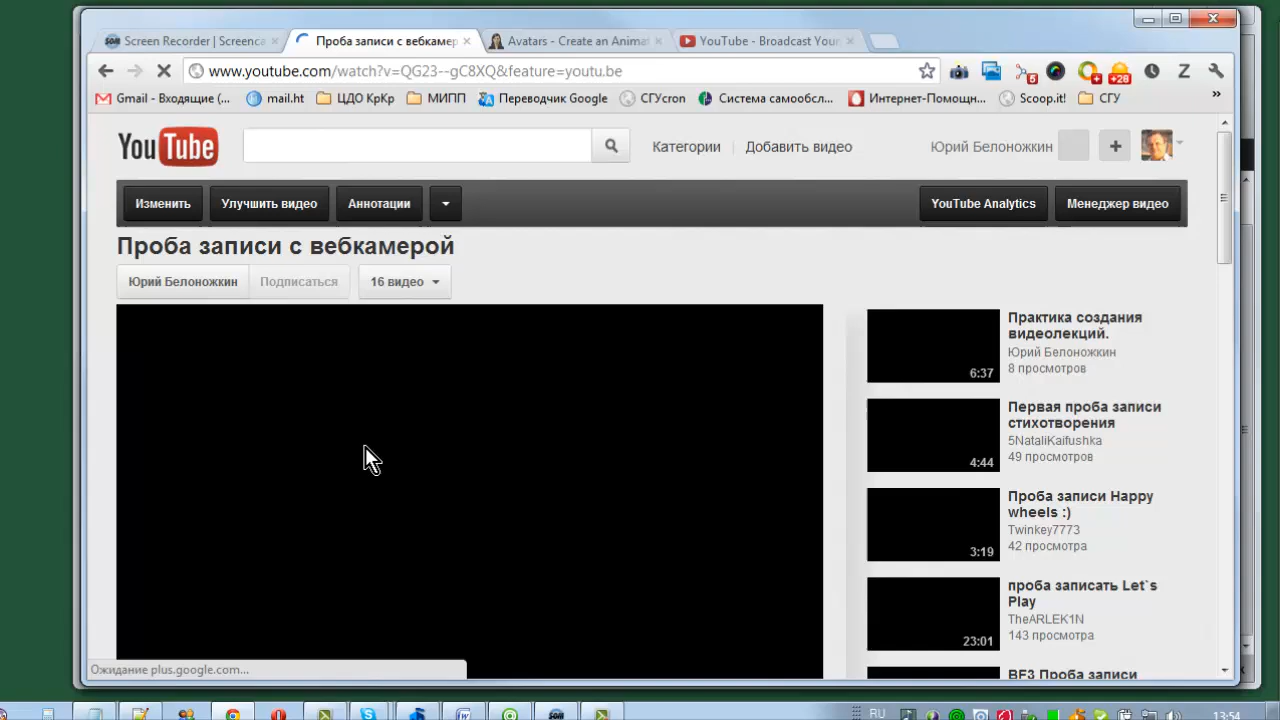 Screen Recorder | Screenca
Проба записи с вебкамер
Avatars - Create an Animat
YouTube - Broadcast Your
www.youtube.com/watch?v=QG23--gC8XQ&feature=youtu.be
5
+28
Gmail - Входящие (...
mail.ht
ЦДО КрКр
МИПП
Переводчик Google
СГУcron
Система самообсл...
Интернет-Помощн...
Scoop.it!
СГУ
»
YouTube
Категории
Добавить видео
Юрий Белоножкин
Изменить
Улучшить видео
Аннотации
YouTube Analytics
Менеджер видео
Проба записи с вебкамерой
Юрий Белоножкин
Подписаться
16 видео
6:37
Практика создания
видеолекций.
Юрий Белоножкин
8 просмотров
4:44
Первая проба записи
стихотворения
5NataliKaifushka
49 просмотров
3:19
Проба записи Happy
wheels :)
Twinkey7773
42 просмотра
23:01
проба записать Let`s
Play
TheARLEK1N
143 просмотра
BF3 Проба записи
Ожидание plus.google.com...
RU
13:54